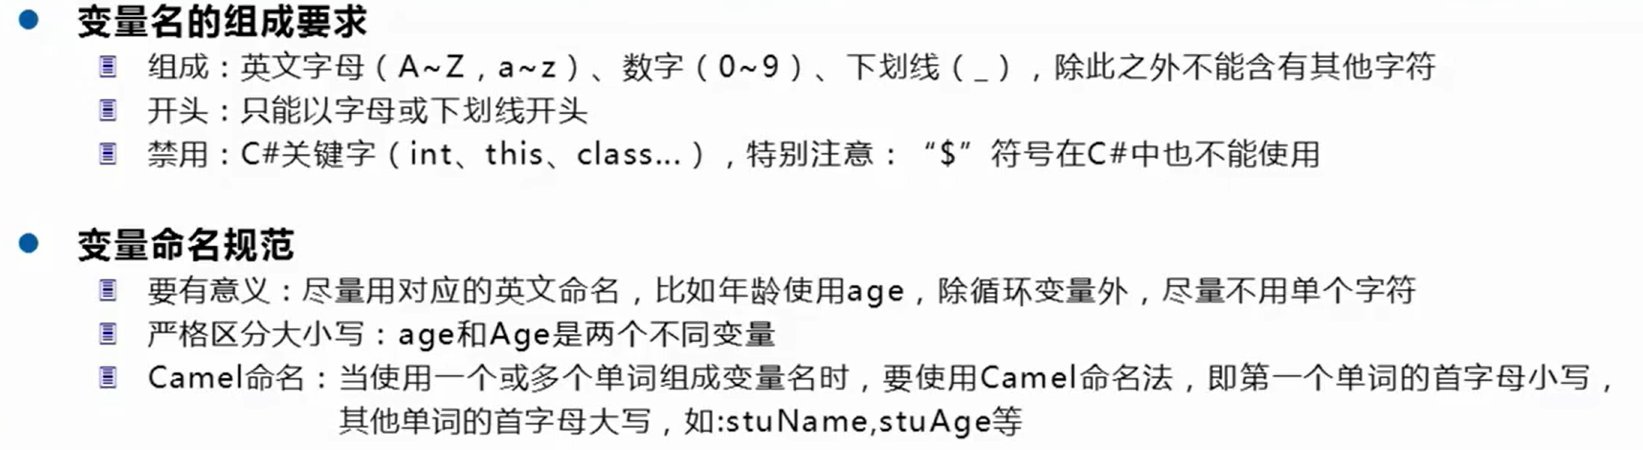 变量名的组成要求
组成：英文字母（A~Z，a~z）、数字（0~9）、下划线（_），除此之外不能含有其他字符
开头：只能以字母或下划线开头
禁用：C#关键字（int、this、class...），特别注意：“$”符号在C#中也不能使用
变量命名规范
要有意义：尽量用对应的英文命名，比如年龄使用age，除循环变量外，尽量不用单个字符
严格区分大小写：age和Age是两个不同变量
Camel命名：当使用一个或多个单词组成变量名时，要使用Camel命名法，即第一个单词的首字母小写，
其他单词的首字母大写，如:stuName,stuAge等